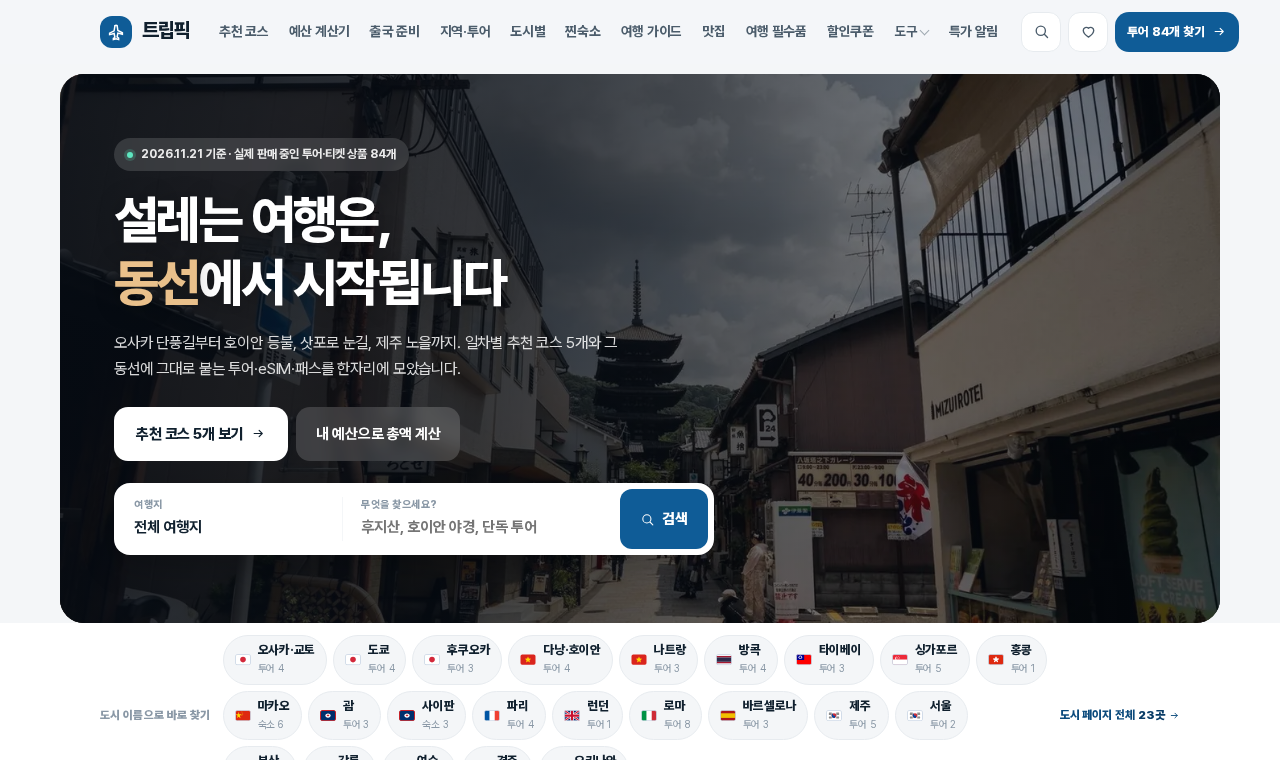 트립픽
추천 코스 예산 계산기 출국 준비 지역·투어 도시별 찐숙소 여행 가이드 맛집 여행 필수품 할인쿠폰 도구 특가 알림
투어 84개 찾기 →
2026.11.21 기준 · 실제 판매 중인 투어·티켓 상품 84개
설레는 여행은,
동선에서 시작됩니다
오사카 단풍길부터 호이안 등불, 삿포로 눈길, 제주 노을까지. 일차별 추천 코스 5개와 그
동선에 그대로 붙는 투어·eSIM·패스를 한자리에 모았습니다.
추천 코스 5개 보기 →
내 예산으로 총액 계산
여행지
전체 여행지
무엇을 찾으세요?
후지산, 호이안 야경, 단독 투어
검색
MIZUIROTEI
P
24
40 200 30 100
SOFT SERVE
ICE CREAM
오사카·교토 도쿄 후쿠오카 다낭·호이안 나트랑 방콕 타이베이 싱가포르 홍콩
투어 4 투어 4 투어 3 투어 4 투어 3 투어 4 투어 3 투어 5 투어 1
도시 이름으로 바로 찾기
마카오 괌 사이판 파리 런던 로마 바르셀로나 제주 서울
숙소 6 투어 3 숙소 3 투어 4 투어 1 투어 8 투어 3 투어 5 투어 2
도시 페이지 전체 23곳 →